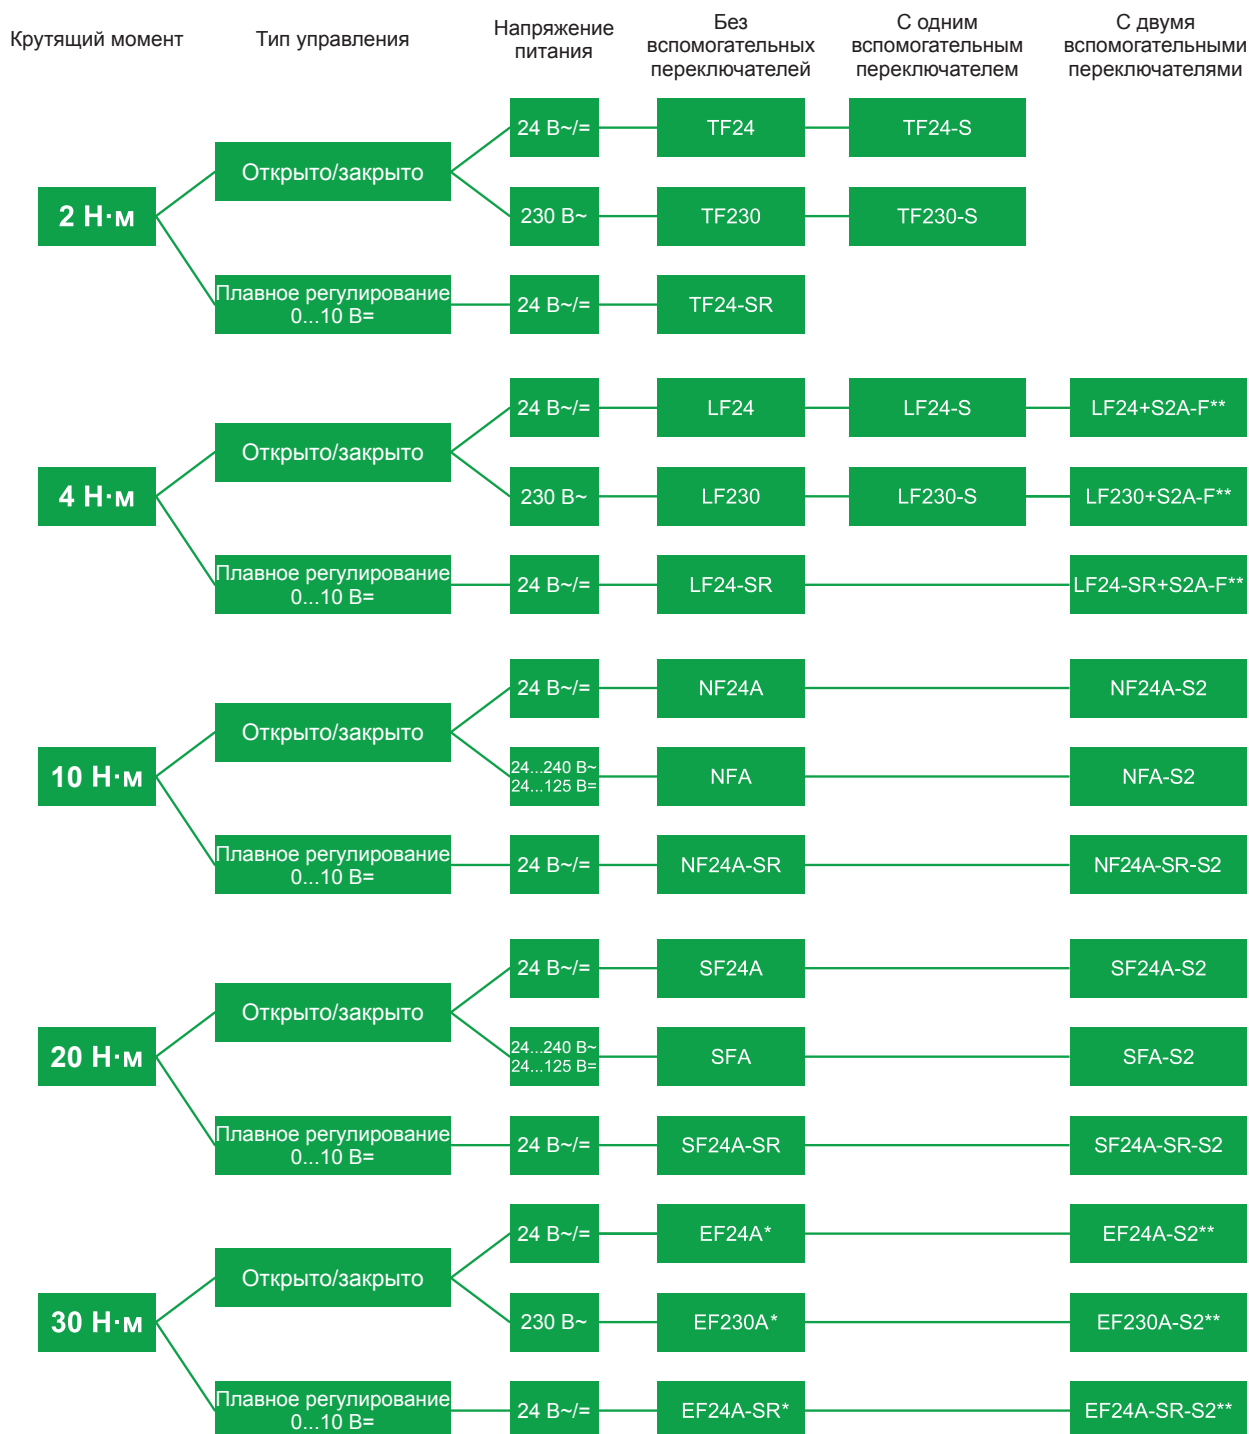 Крутящий момент
Тип управления
Напряжение
питания
Без
вспомогательных
переключателей
С одним
вспомогательным
переключателем
С двумя
вспомогательными
переключателями
2 Н·м
Открыто/закрыто
24 В~/=
TF24
TF24-S
230 В~
TF230
TF230-S
Плавное регулирование
0...10 В=
24 В~/=
TF24-SR
4 Н·м
Открыто/закрыто
24 В~/=
LF24
LF24-S
LF24+S2A-F**
230 В~
LF230
LF230-S
LF230+S2A-F**
Плавное регулирование
0...10 В=
24 В~/=
LF24-SR
LF24-SR+S2A-F**
10 Н·м
Открыто/закрыто
24 В~/=
NF24A
NF24A-S2
24...240 В~
24...125 В=
NFA
NFA-S2
Плавное регулирование
0...10 В=
24 В~/=
NF24A-SR
NF24A-SR-S2
20 Н·м
Открыто/закрыто
24 В~/=
SF24A
SF24A-S2
24...240 В~
24...125 В=
SFA
SFA-S2
Плавное регулирование
0...10 В=
24 В~/=
SF24A-SR
SF24A-SR-S2
30 Н·м
Открыто/закрыто
24 В~/=
EF24A*
EF24A-S2**
230 В~
EF230A*
EF230A-S2**
Плавное регулирование
0...10 В=
24 В~/=
EF24A-SR*
EF24A-SR-S2**